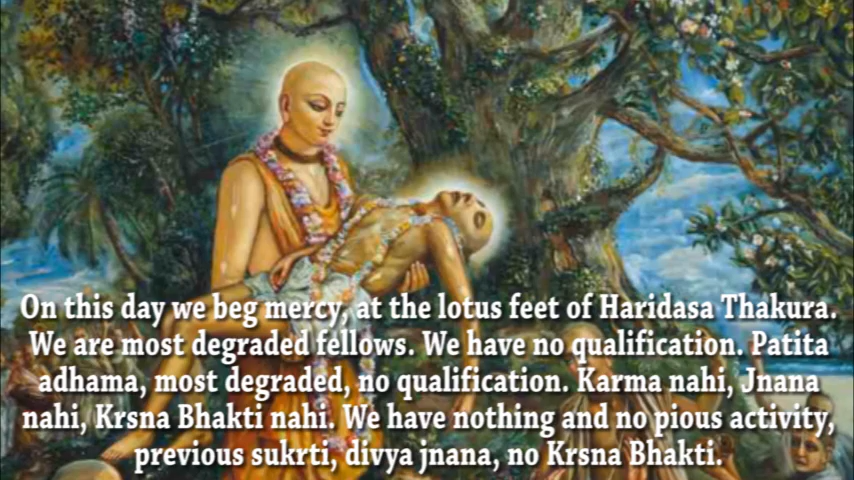 On this day we beg mercy, at the lotus feet of Haridasa Thakura.
We are most degraded fellows. We have no qualification. Patita
adhama, most degraded, no qualification. Karma nahi, Jnana
nahi, Krsna Bhakti nahi. We have nothing and no pious activity,
previous sukrti, divya jnana, no Krsna Bhakti.